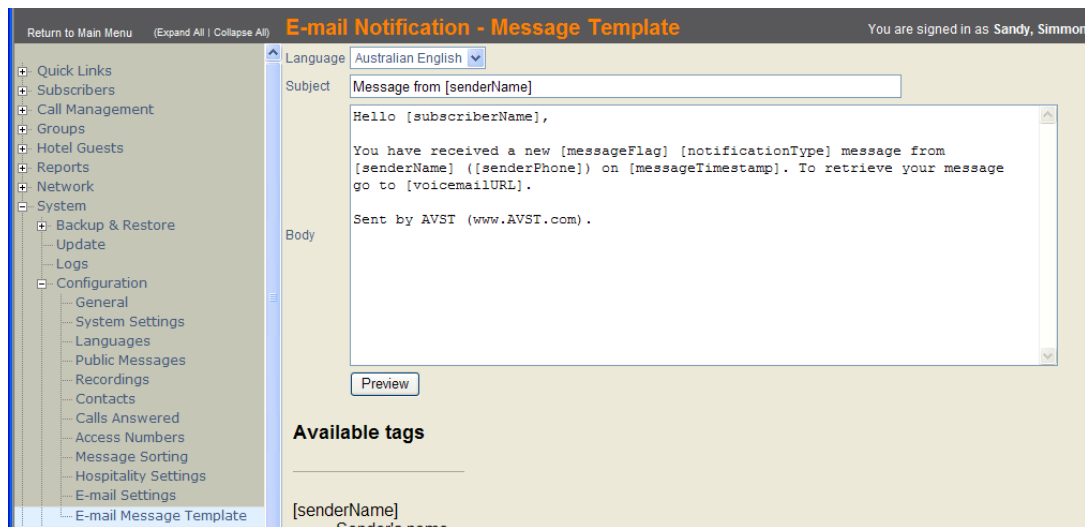 Return to Main Menu (Expand All | Collapse All)
E-mail Notification - Message Template
You are signed in as Sandy, Simmon
Quick Links
Subscribers
Call Management
Groups
Hotel Guests
Reports
Network
System
Backup & Restore
Update
Logs
Configuration
General
System Settings
Languages
Public Messages
Recordings
Contacts
Calls Answered
Access Numbers
Message Sorting
Hospitality Settings
E-mail Settings
E-mail Message Template
Language Australian English
Subject Message from [senderName]
Body
Hello [subscriberName],
You have received a new [messageFlag] [notificationType] message from
[senderName] ([senderPhone]) on [messageTimestamp]. To retrieve your message
go to [voicemailURL].
Sent by AVST (www.AVST.com).
Preview
Available tags
[senderName]
Sender's name